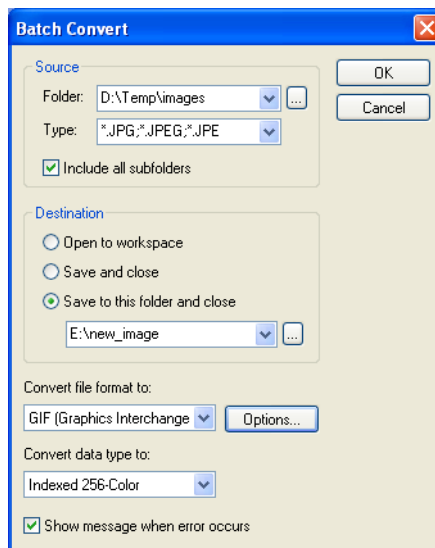 Batch Convert
Source
OK
Folder: D:\Temp\images ...
Cancel
Type: *.JPG;*.JPEG;*.JPE
Include all subfolders
Destination
Open to workspace
Save and close
Save to this folder and close
E:\new_image ...
Convert file format to:
GIF (Graphics Interchange Options...
Convert data type to:
Indexed 256-Color
Show message when error occurs